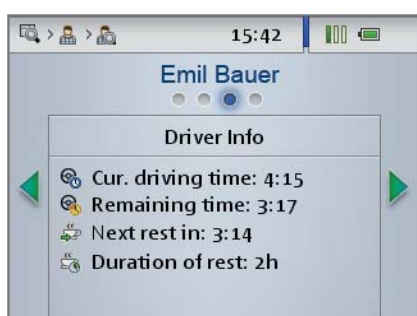 15:42
Emil Bauer
Driver Info
Cur. driving time: 4:15
Remaining time: 3:17
Next rest in: 3:14
Duration of rest: 2h